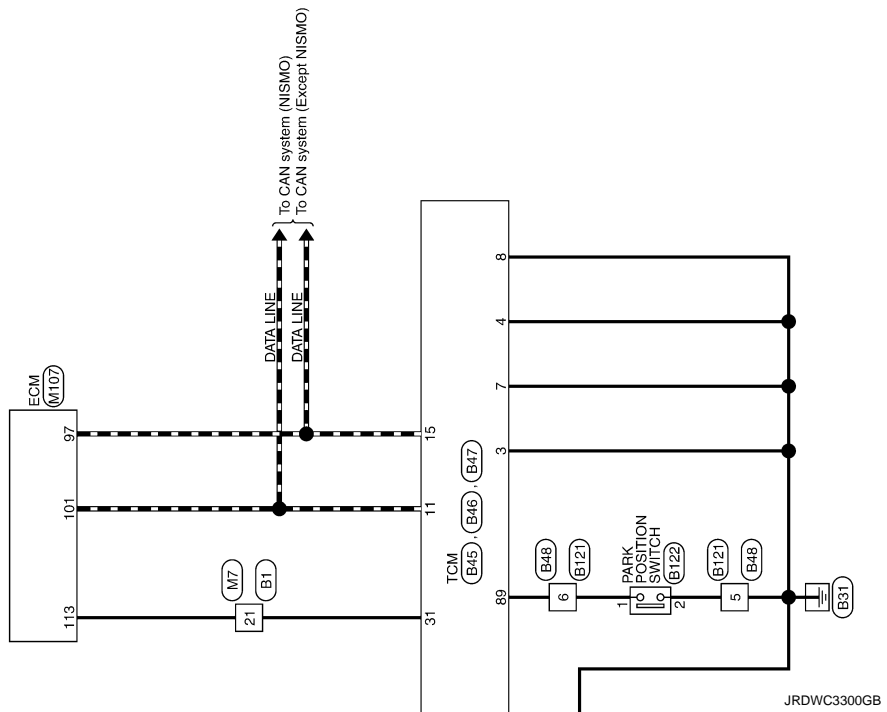 To CAN system (NISMO)
To CAN system (Except NISMO)
DATA LINE
DATA LINE
ECM
M107
97
101
113
M7
B1
21
15
11
31
TCM
B45 , B46 , B47
8
4
7
3
89
B48
B121
6
PARK
POSITION
SWITCH
B122
1
2
B121
B48
5
B31
JRDWC3300GB